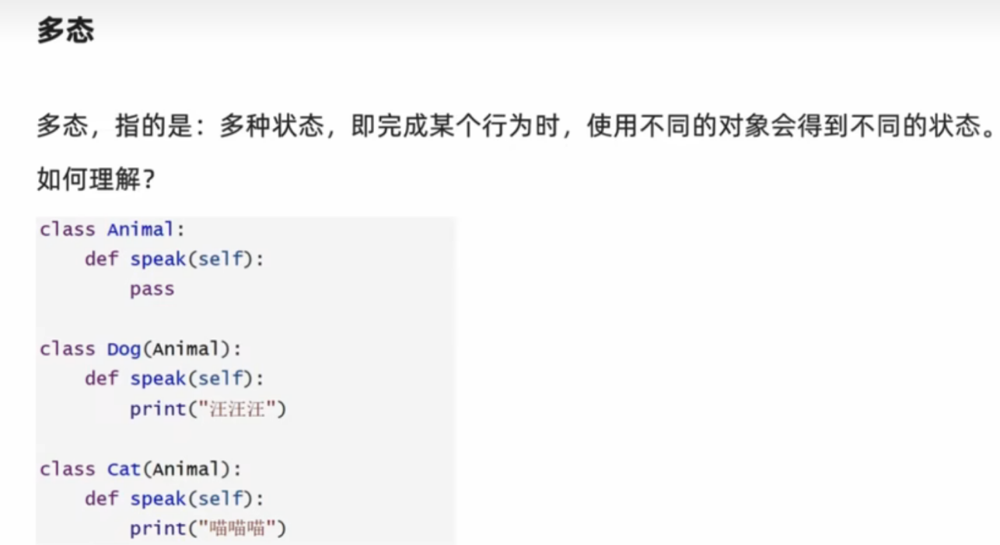 多态
多态，指的是：多种状态，即完成某个行为时，使用不同的对象会得到不同的状态。
如何理解？
class Animal:
    def speak(self):
        pass
class Dog(Animal):
    def speak(self):
        print("汪汪汪")
class Cat(Animal):
    def speak(self):
        print("喵喵喵")